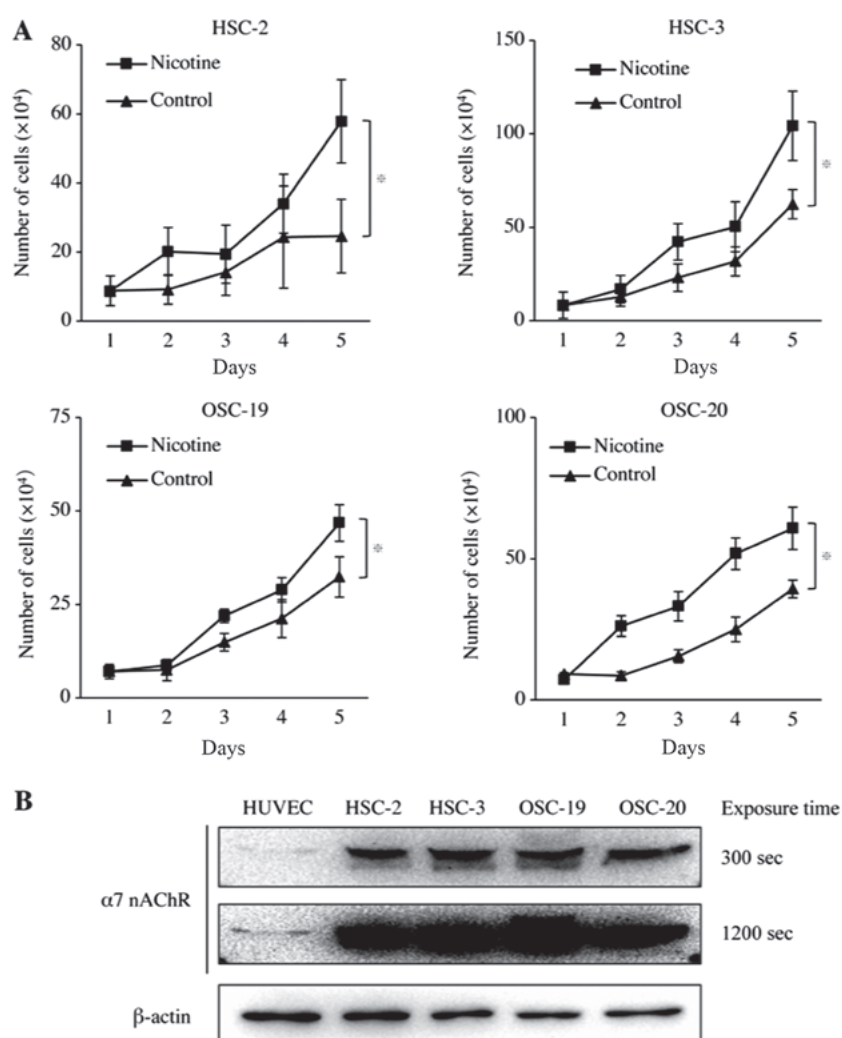 A
HSC-2
80
60
40
20
0
Number of cells (×10⁴)
Nicotine
Control
1 2 3 4 5
Days
※
HSC-3
150
100
50
0
Number of cells (×10⁴)
Nicotine
Control
1 2 3 4 5
Days
※
OSC-19
75
50
25
0
Number of cells (×10⁴)
Nicotine
Control
1 2 3 4 5
Days
※
OSC-20
100
50
0
Number of cells (×10⁴)
Nicotine
Control
1 2 3 4 5
Days
※
B
HUVEC HSC-2 HSC-3 OSC-19 OSC-20 Exposure time
300 sec
α7 nAChR
1200 sec
β-actin